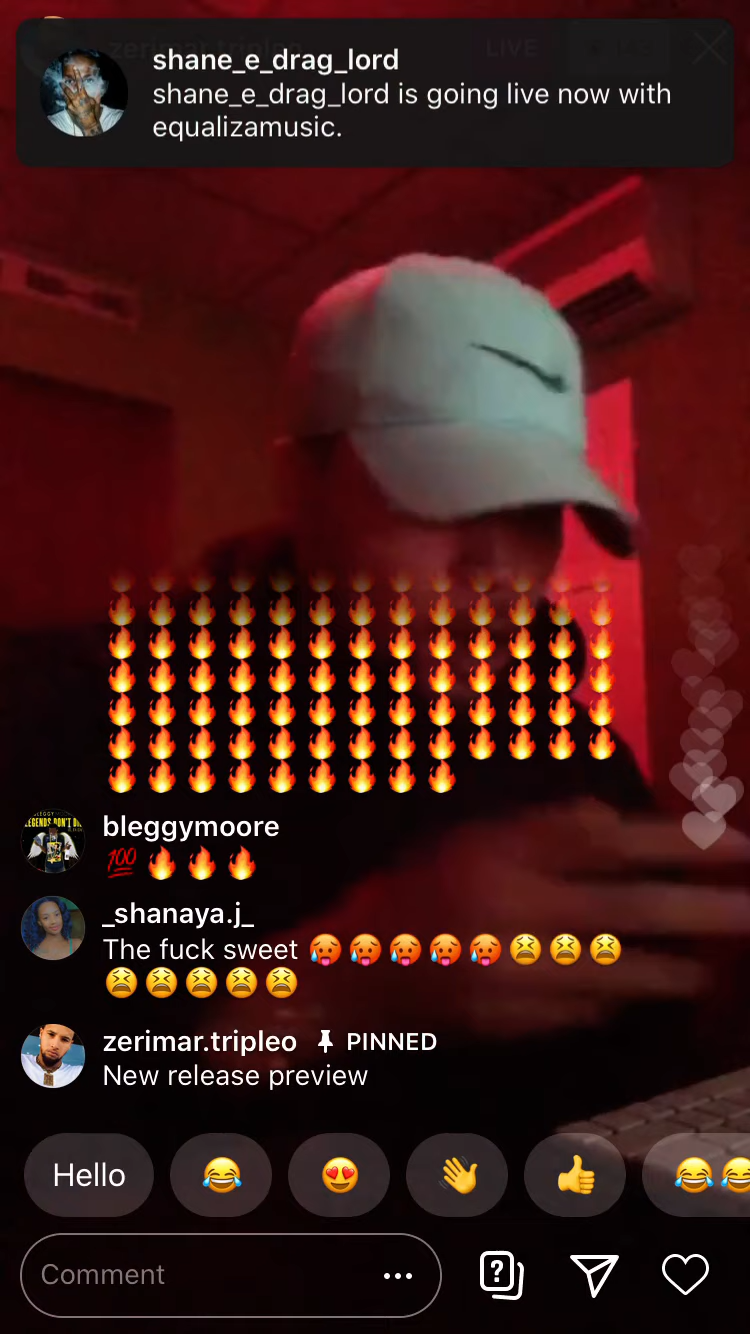 shane_e_drag_lord
shane_e_drag_lord is going live now with
equalizamusic.
LIVE
bleggymoore
💯 🔥 🔥 🔥
_shanaya.j_
The fuck sweet 🥵🥵🥵🥵🥵😫😫😫
😫😫😫😫😫
zerimar.tripleo PINNED
New release preview
Hello
Comment